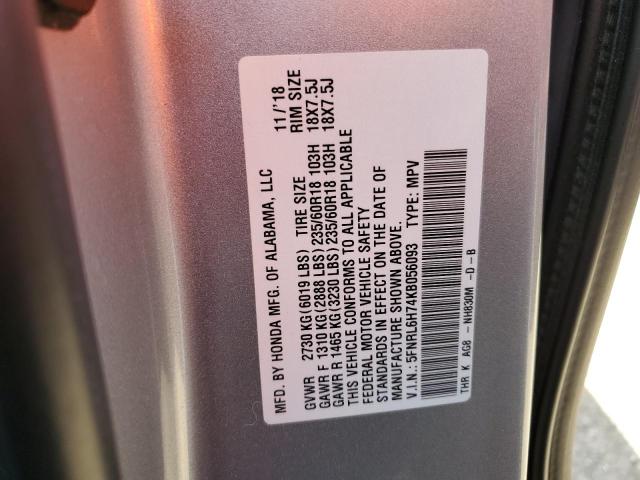 MFD. BY HONDA MFG. OF ALABAMA, LLC 11/'18
GVWR 2730 KG(6019 LBS) TIRE SIZE RIM SIZE
GAWR F 1310 KG(2888 LBS)235/60R18 103H 18X7.5J
GAWR R 1465 KG(3230 LBS)235/60R18 103H 18X7.5J
THIS VEHICLE CONFORMS TO ALL APPLICABLE
FEDERAL MOTOR VEHICLE SAFETY
STANDARDS IN EFFECT ON THE DATE OF
MANUFACTURE SHOWN ABOVE.
V.I.N.: 5FNRL6H74KB056093 TYPE: MPV
THR K AG8 - NH830M -D-B